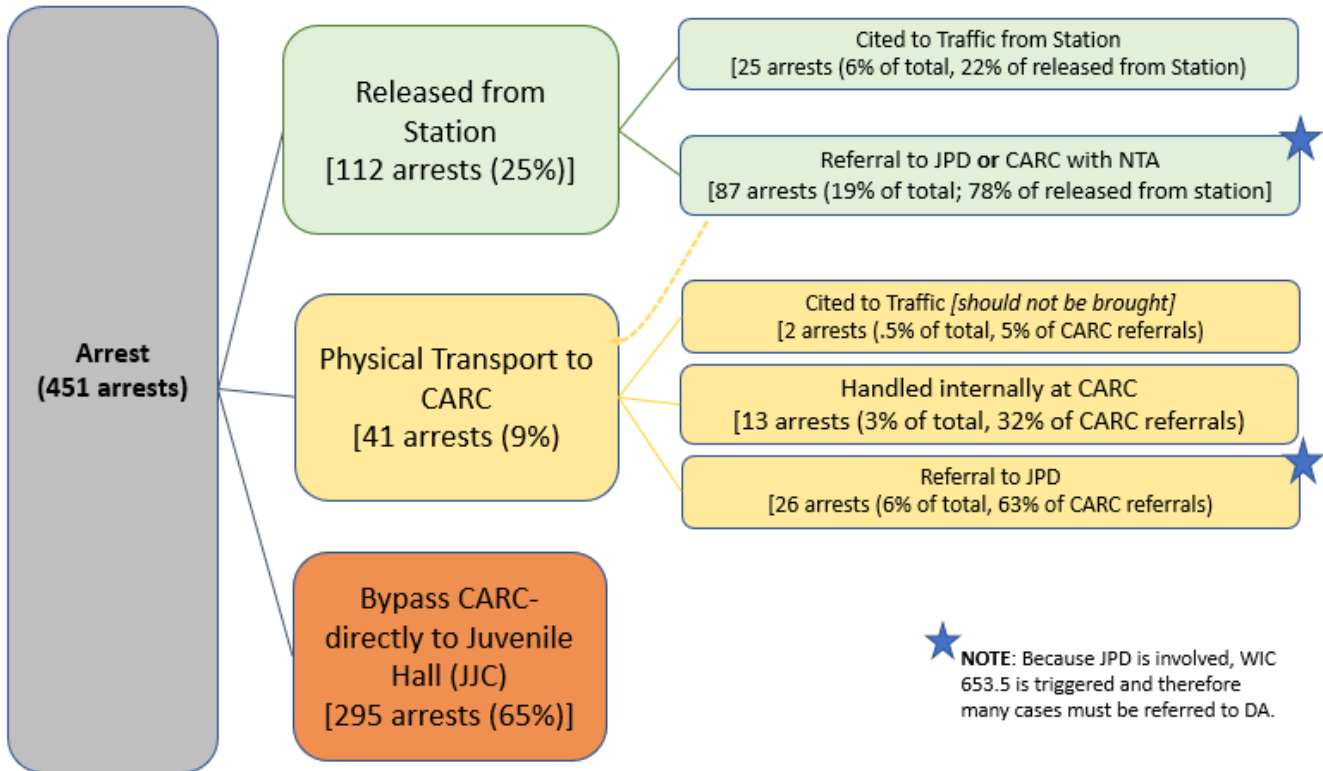 Arrest
(451 arrests)
Released from
Station
[112 arrests (25%)]
Cited to Traffic from Station
[25 arrests (6% of total, 22% of released from Station)
Referral to JPD or CARC with NTA
[87 arrests (19% of total; 78% of released from station]
Physical Transport to
CARC
[41 arrests (9%)
Cited to Traffic [should not be brought]
[2 arrests (.5% of total, 5% of CARC referrals)
Handled internally at CARC
[13 arrests (3% of total, 32% of CARC referrals)
Referral to JPD
[26 arrests (6% of total, 63% of CARC referrals)
Bypass CARC-
directly to Juvenile
Hall (JJC)
[295 arrests (65%)]
NOTE: Because JPD is involved, WIC
653.5 is triggered and therefore
many cases must be referred to DA.